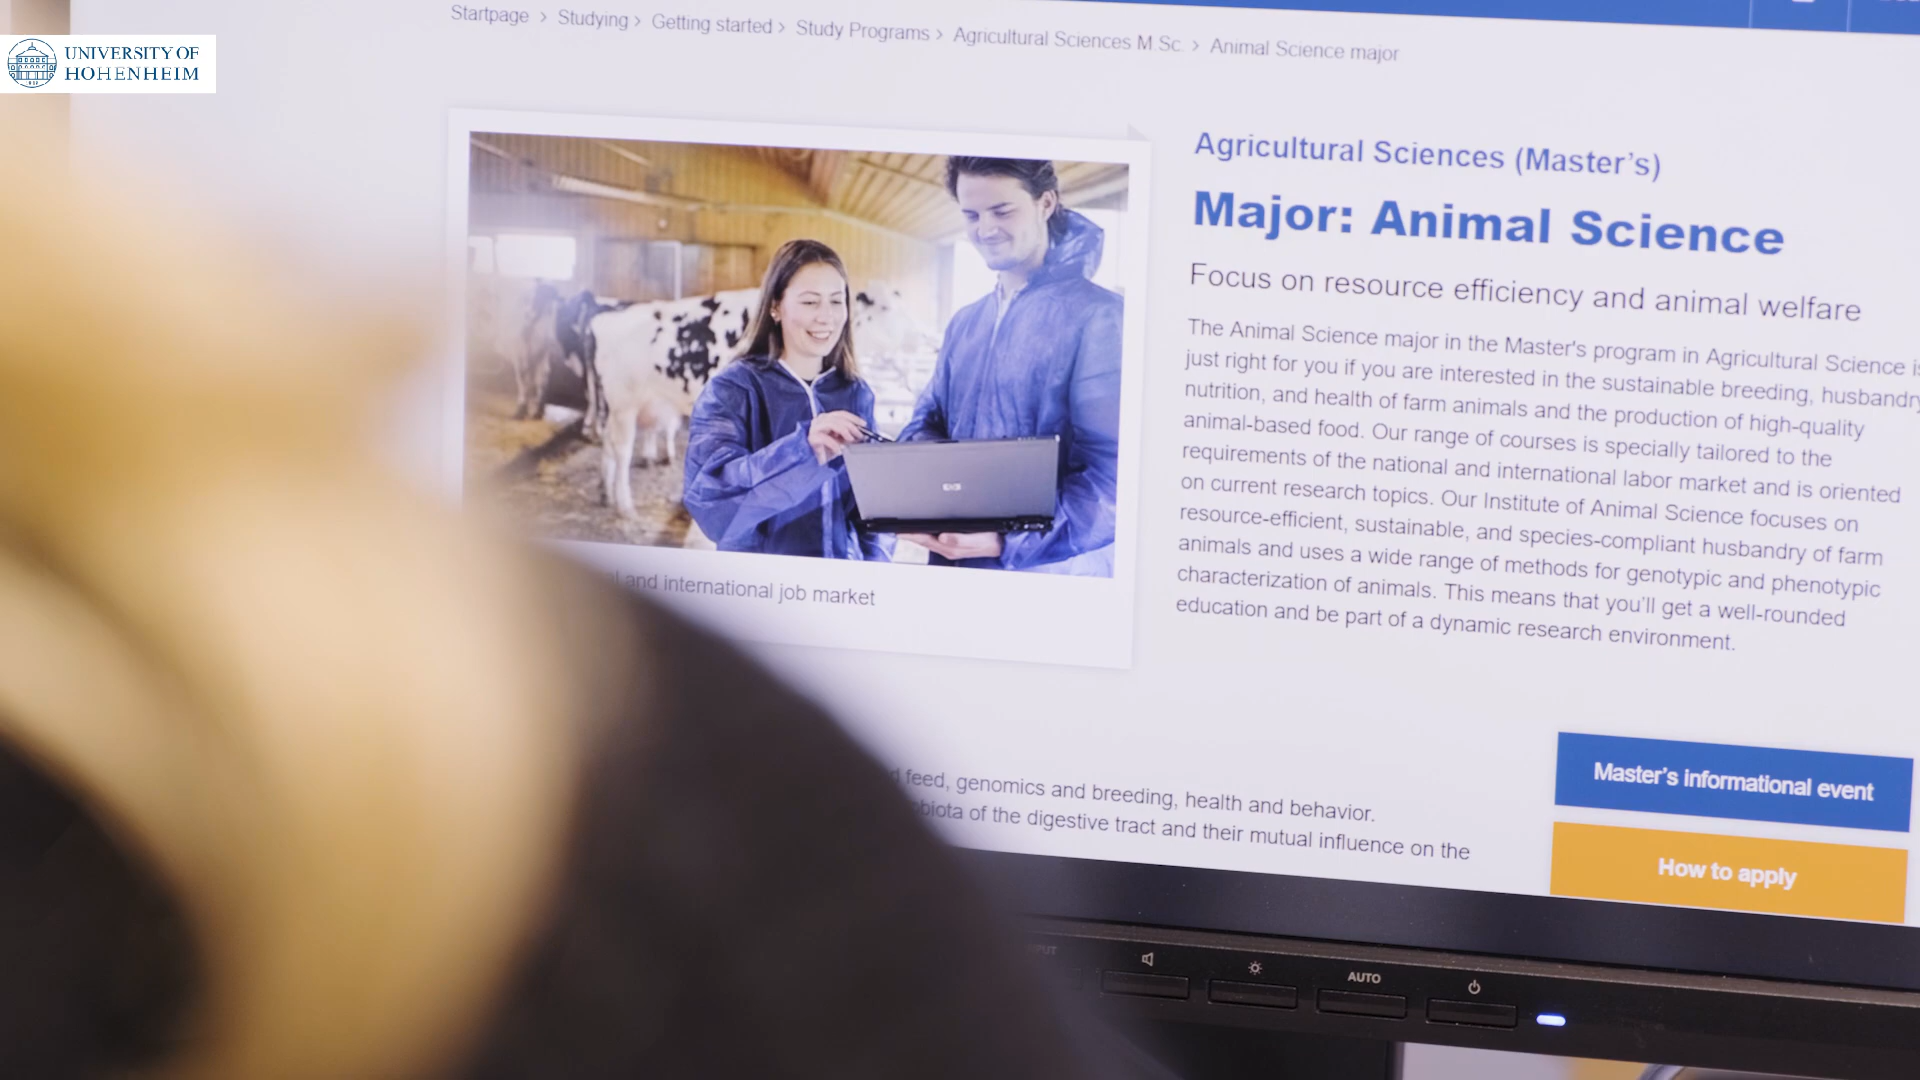 UNIVERSITY OF
HOHENHEIM
Startpage > Studying > Getting started > Study Programs > Agricultural Sciences M.Sc. > Animal Science major
Agricultural Sciences (Master's)
Major: Animal Science
Focus on resource efficiency and animal welfare
The Animal Science major in the Master's program in Agricultural Science is
just right for you if you are interested in the sustainable breeding, husbandry
nutrition, and health of farm animals and the production of high-quality
animal-based food. Our range of courses is specially tailored to the
requirements of the national and international labor market and is oriented
on current research topics. Our Institute of Animal Science focuses on
resource-efficient, sustainable, and species-compliant husbandry of farm
animals and uses a wide range of methods for genotypic and phenotypic
characterization of animals. This means that you'll get a well-rounded
education and be part of a dynamic research environment.
hp
and international job market
feed, genomics and breeding, health and behavior.
of the digestive tract and their mutual influence on the
Master's informational event
How to apply
AUTO